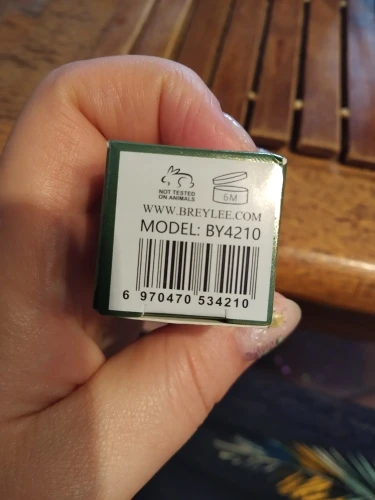 NOT TESTED
ON ANIMALS
6M
WWW.BREYLEE.COM
MODEL: BY4210
6 970470 534210